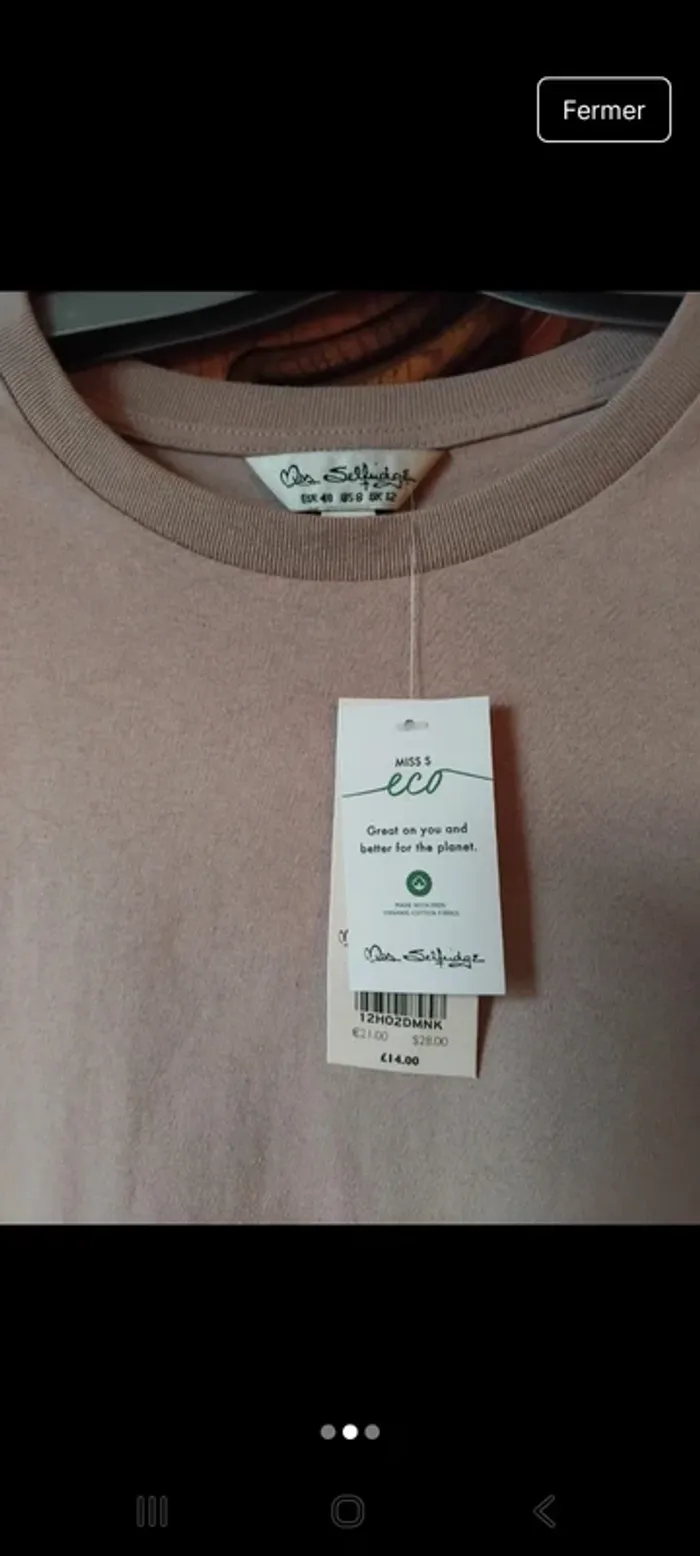 Fermer
Miss Selfridge
EUR 40 US 8 UK 12
MISS S
eco
Great on you and
better for the planet.
MADE WITH 100%
ORGANIC COTTON FIBRES
Miss Selfridge
12H02DMNK
€21.00 $28.00
£14.00